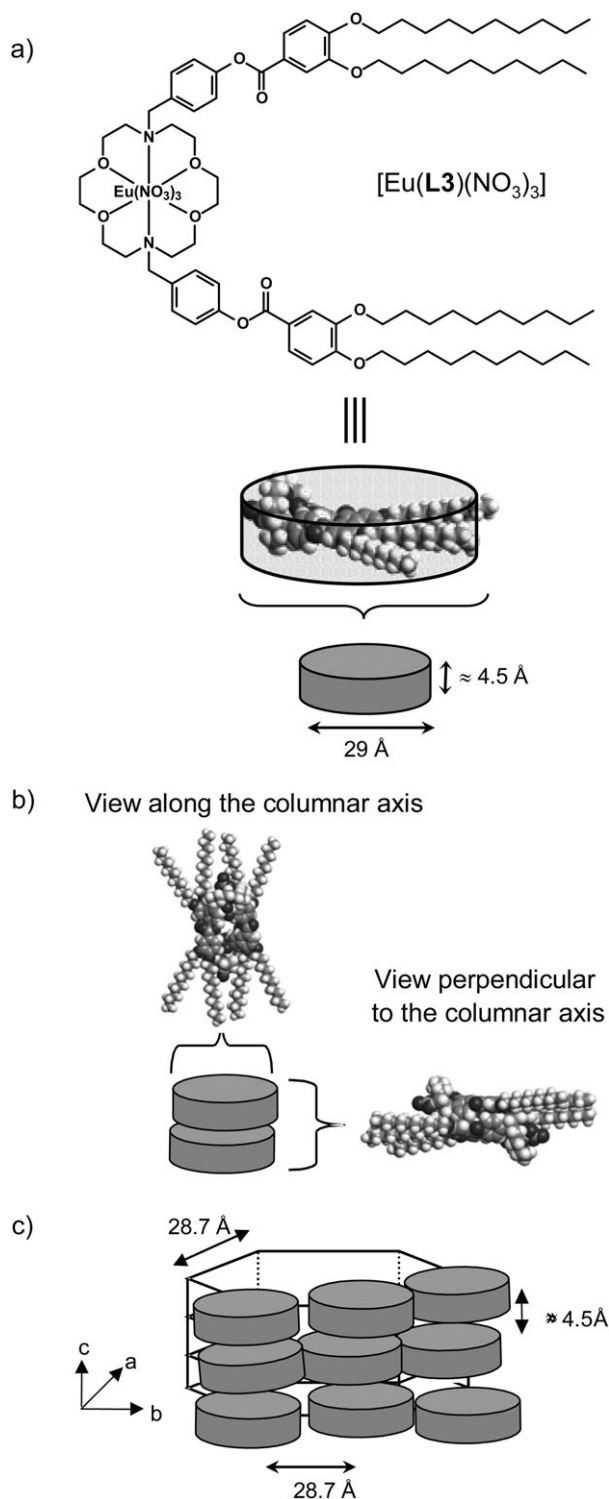 a)
O
O
O
O
N
O
O
Eu(NO₃)₃
[Eu(L3)(NO₃)₃]
O
O
N
O
O
O
O
≈ 4.5 Å
29 Å
b)
View along the columnar axis
View perpendicular
to the columnar axis
c)
28.7 Å
4.5Å
c
a
b
28.7 Å